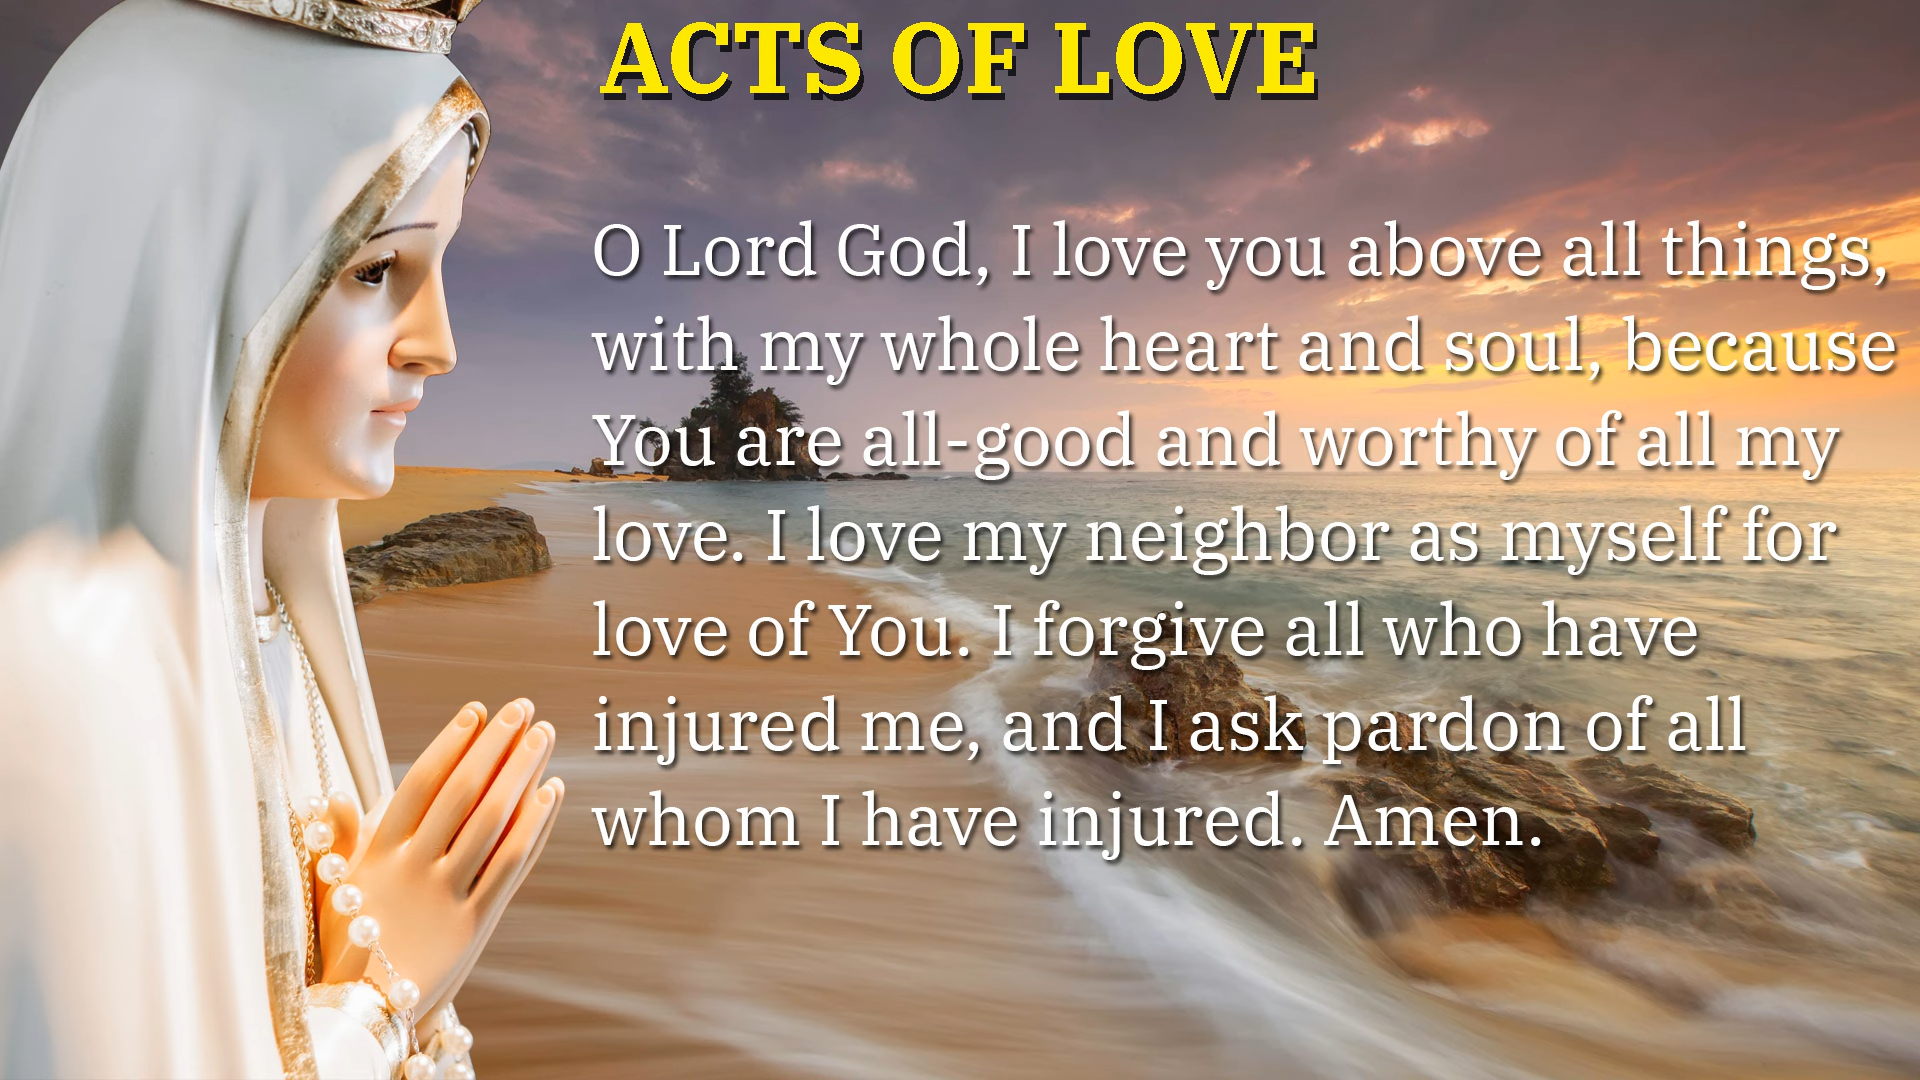 ACTS OF LOVE
O Lord God, I love you above all things,
with my whole heart and soul, because
You are all-good and worthy of all my
love. I love my neighbor as myself for
love of You. I forgive all who have
injured me, and I ask pardon of all
whom I have injured. Amen.